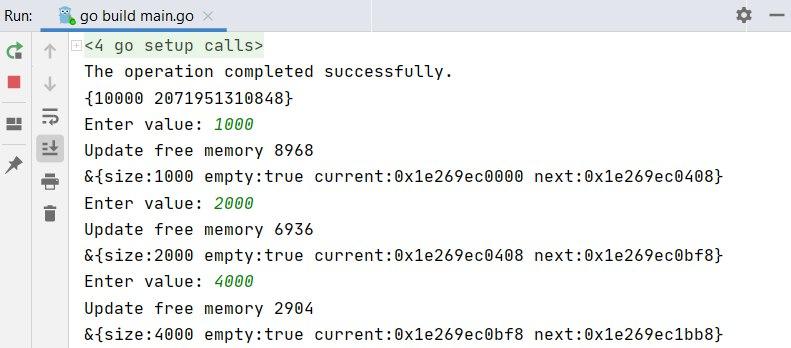 Run: go build main.go
<4 go setup calls>
The operation completed successfully.
{10000 2071951310848}
Enter value: 1000
Update free memory 8968
&{size:1000 empty:true current:0x1e269ec0000 next:0x1e269ec0408}
Enter value: 2000
Update free memory 6936
&{size:2000 empty:true current:0x1e269ec0408 next:0x1e269ec0bf8}
Enter value: 4000
Update free memory 2904
&{size:4000 empty:true current:0x1e269ec0bf8 next:0x1e269ec1bb8}